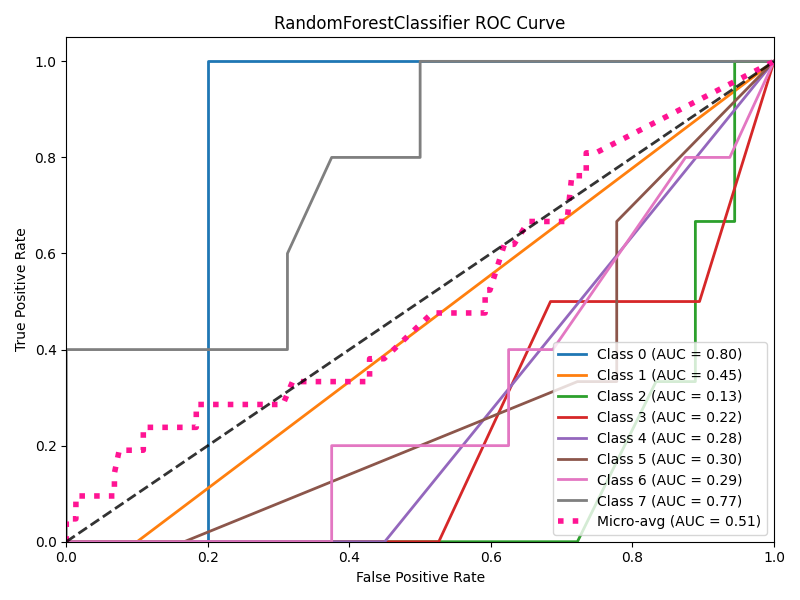 RandomForestClassifier ROC Curve
True Positive Rate
1.0
0.8
0.6
0.4
0.2
0.0
0.0 0.2 0.4 0.6 0.8 1.0
False Positive Rate
Class 0 (AUC = 0.80)
Class 1 (AUC = 0.45)
Class 2 (AUC = 0.13)
Class 3 (AUC = 0.22)
Class 4 (AUC = 0.28)
Class 5 (AUC = 0.30)
Class 6 (AUC = 0.29)
Class 7 (AUC = 0.77)
Micro-avg (AUC = 0.51)